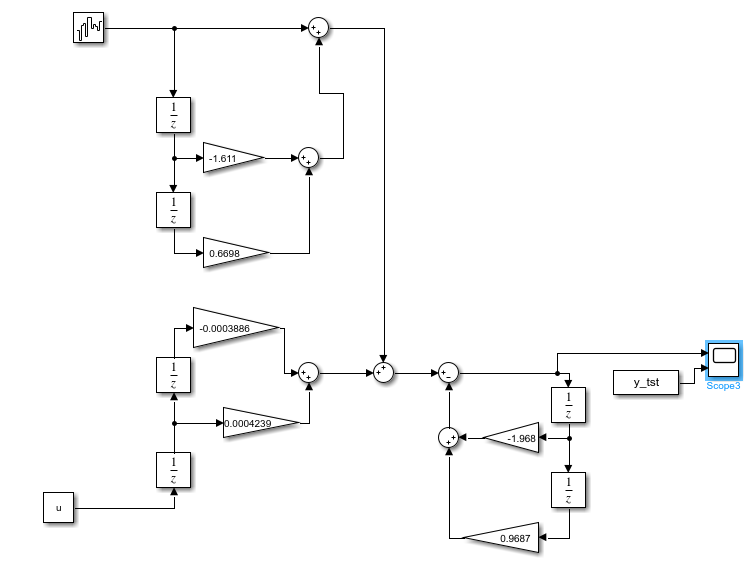 1
z
-1.611
1
z
0.6698
-0.0003886
1
z
0.0004239
1
z
u
y_tst
Scope3
1
z
-1.968
1
z
0.9687